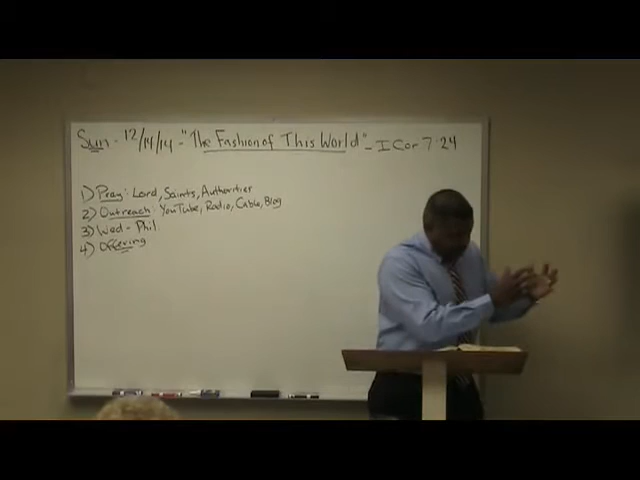 Sun - 12/14/14 - "The Fashion of This World" - I Cor 7:24
1) Pray: Lord, Saints, Authorities
2) Outreach: YouTube, Radio, Cable, Blog
3) Wed - Phil.
4) Offering